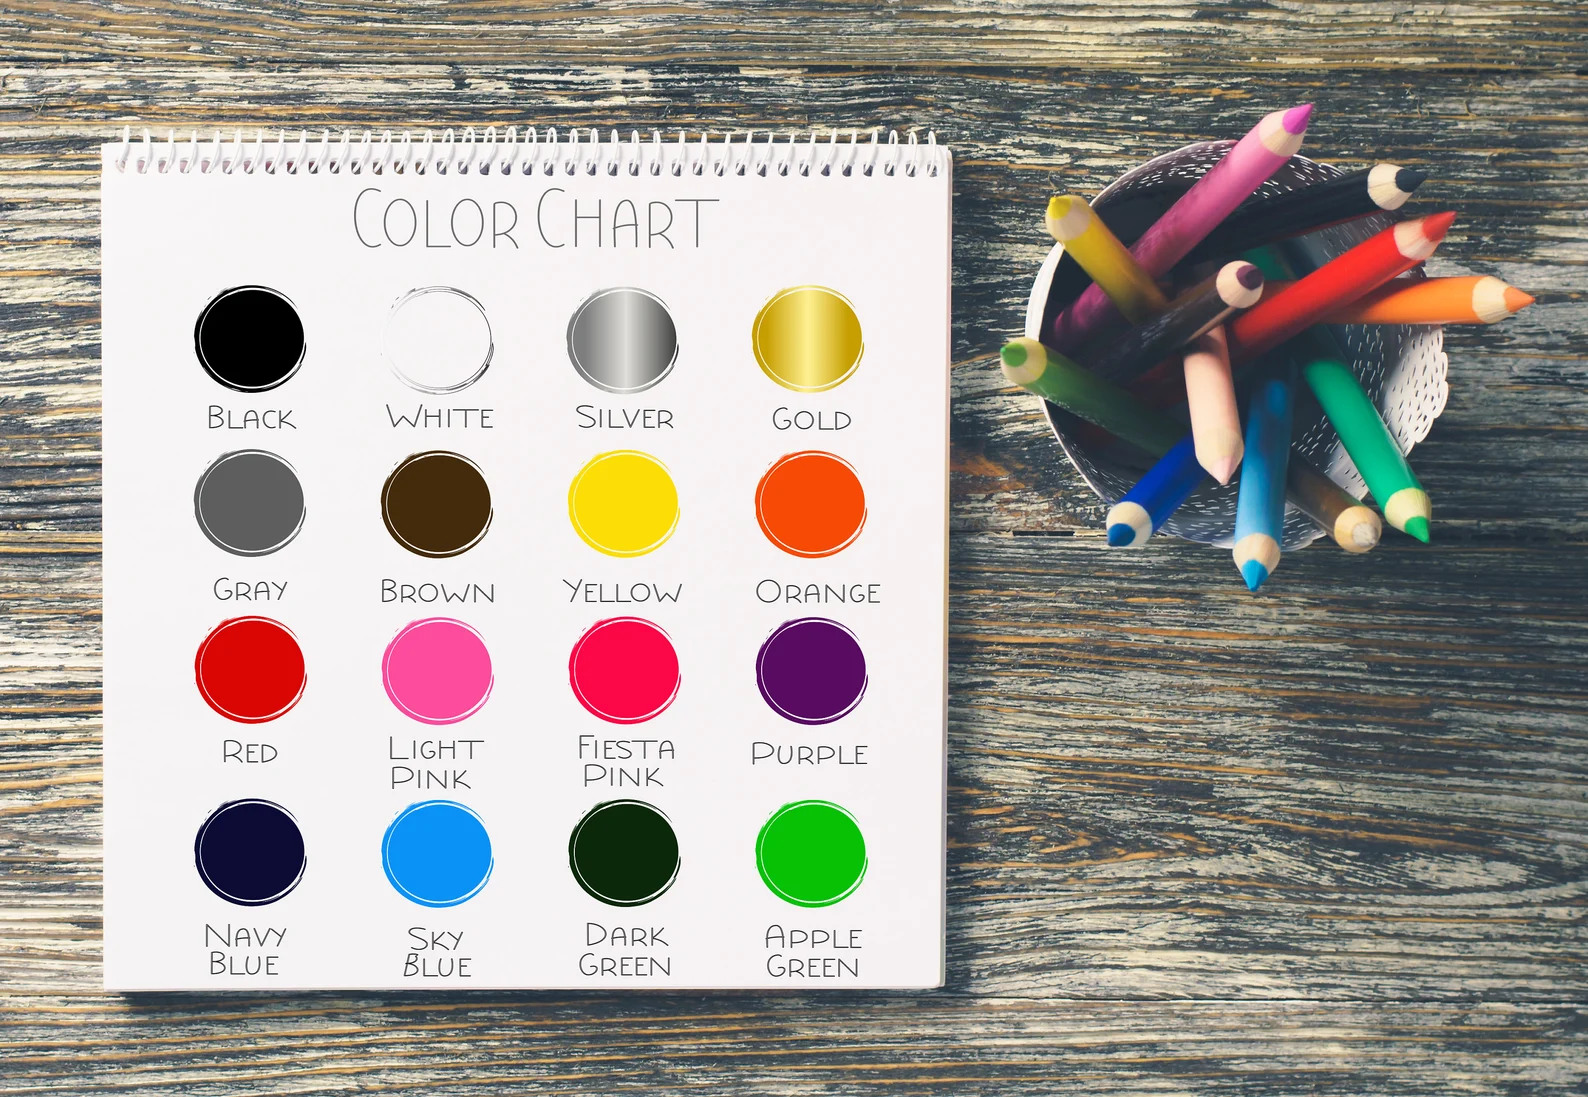 Color Chart
Black White Silver Gold
Gray Brown Yellow Orange
Red Light Pink Fiesta Pink Purple
Navy Blue Sky Blue Dark Green Apple Green